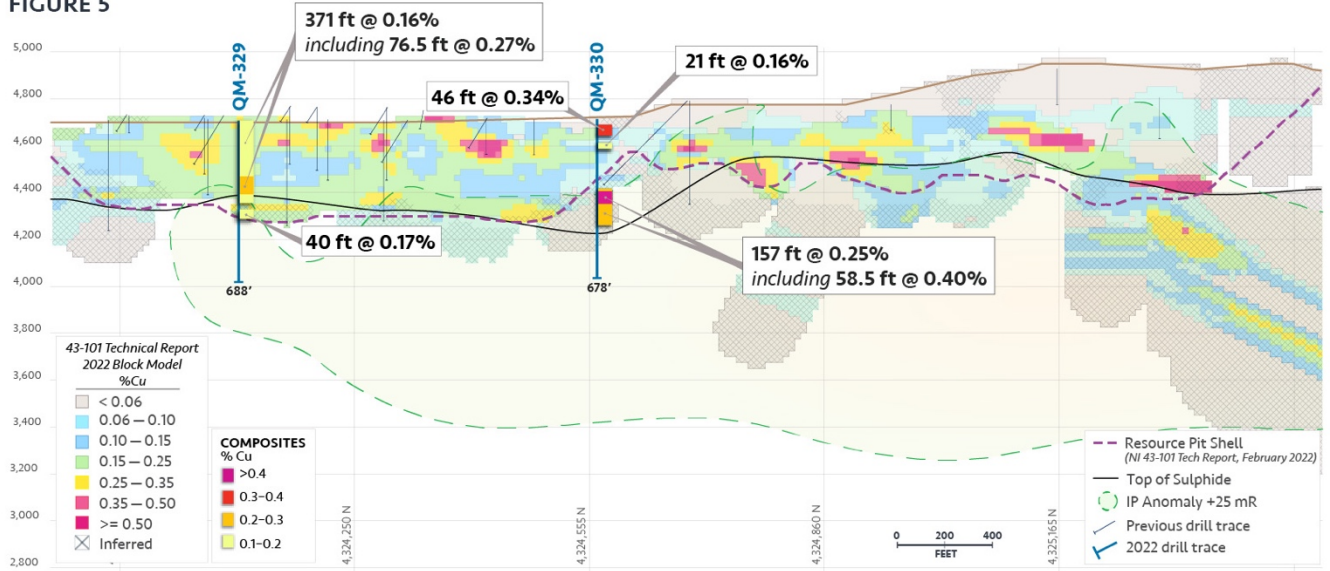 FIGURE 5
371 ft @ 0.16%
including 76.5 ft @ 0.27%
QM-329
46 ft @ 0.34%
QM-330
21 ft @ 0.16%
40 ft @ 0.17%
157 ft @ 0.25%
including 58.5 ft @ 0.40%
688’
678’
5,000
4,800
4,600
4,400
4,200
4,000
3,800
3,600
3,400
3,200
3,000
2,800
43-101 Technical Report
2022 Block Model
%Cu
< 0.06
0.06 — 0.10
0.10 — 0.15
0.15 — 0.25
0.25 — 0.35
0.35 — 0.50
>= 0.50
Inferred
COMPOSITES
% Cu
>0.4
0.3–0.4
0.2–0.3
0.1–0.2
4,324,250 N
4,324,555 N
4,324,860 N
4,325,165 N
0 200 400
FEET
Resource Pit Shell
(NI 43-101 Tech Report, February 2022)
Top of Sulphide
IP Anomaly +25 mR
Previous drill trace
2022 drill trace